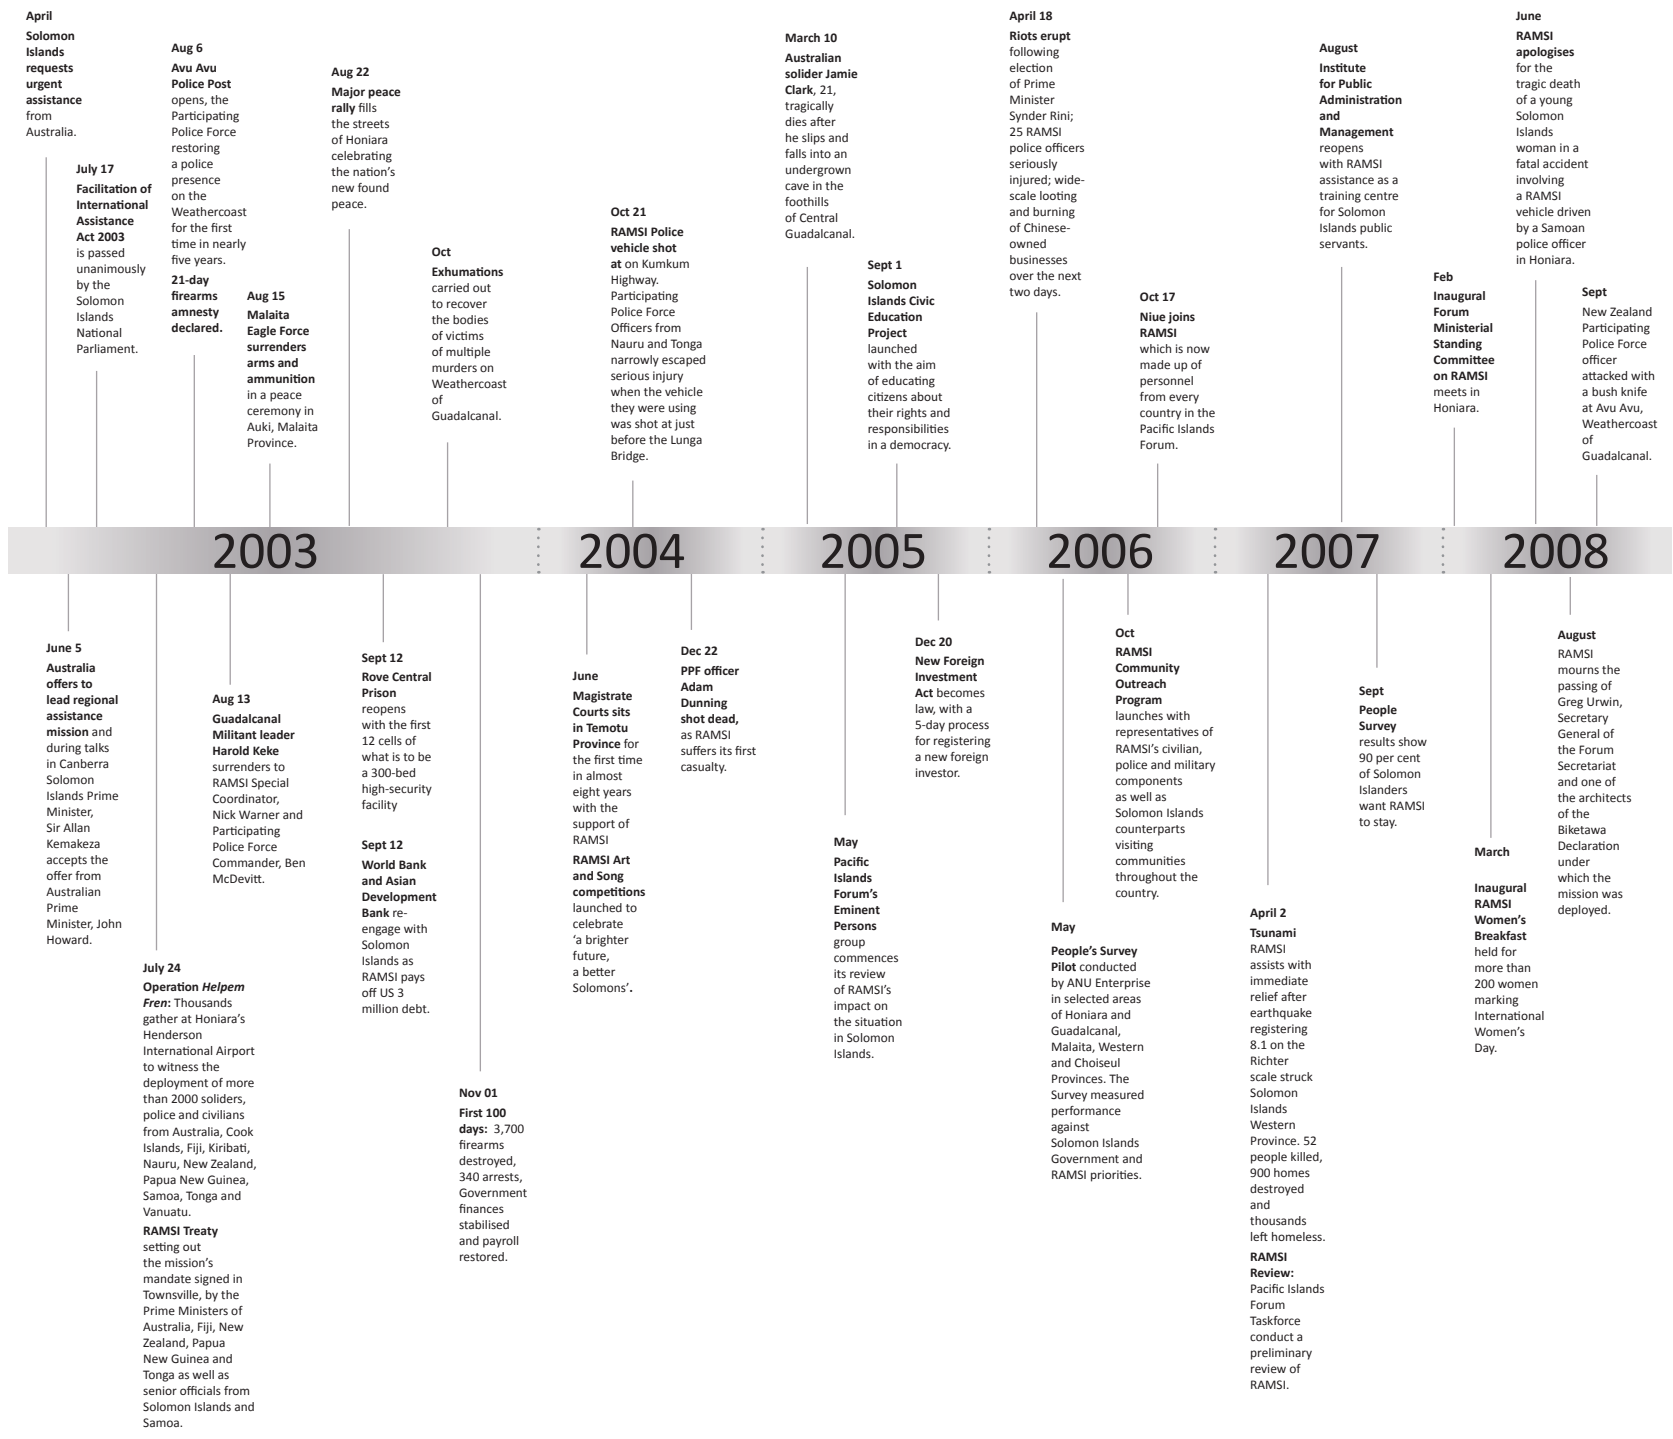 April
Solomon
Islands
requests
urgent
assistance
from
Australia.
July 17
Facilitation of
International
Assistance
Act 2003
is passed
unanimously
by the
Solomon
Islands
National
Parliament.
Aug 6
Avu Avu
Police Post
opens, the
Participating
Police Force
restoring
a police
presence
on the
Weathercoast
for the first
time in nearly
five years.
21-day
firearms
amnesty
declared.
Aug 15
Malaita
Eagle Force
surrenders
arms and
ammunition
in a peace
ceremony in
Auki, Malaita
Province.
Aug 22
Major peace
rally fills
the streets
of Honiara
celebrating
the nation’s
new found
peace.
Oct
Exhumations
carried out
to recover
the bodies
of victims
of multiple
murders on
Weathercoast
of
Guadalcanal.
Oct 21
RAMSI Police
vehicle shot
at on Kumkum
Highway.
Participating
Police Force
Officers from
Nauru and Tonga
narrowly escaped
serious injury
when the vehicle
they were using
was shot at just
before the Lunga
Bridge.
March 10
Australian
solider Jamie
Clark, 21,
tragically
dies after
he slips and
falls into an
undergrown
cave in the
foothills
of Central
Guadalcanal.
Sept 1
Solomon
Islands Civic
Education
Project
launched
with the aim
of educating
citizens about
their rights and
responsibilities
in a democracy.
April 18
Riots erupt
following
election
of Prime
Minister
Synder Rini;
25 RAMSI
police officers
seriously
injured; wide-
scale looting
and burning
of Chinese-
owned
businesses
over the next
two days.
Oct 17
Niue joins
RAMSI
which is now
made up of
personnel
from every
country in the
Pacific Islands
Forum.
August
Institute
for Public
Administration
and
Management
reopens
with RAMSI
assistance as a
training centre
for Solomon
Islands public
servants.
Feb
Inaugural
Forum
Ministerial
Standing
Committee
on RAMSI
meets in
Honiara.
June
RAMSI
apologises
for the
tragic death
of a young
Solomon
Islands
woman in a
fatal accident
involving
a RAMSI
vehicle driven
by a Samoan
police officer
in Honiara.
Sept
New Zealand
Participating
Police Force
officer
attacked with
a bush knife
at Avu Avu,
Weathercoast
of
Guadalcanal.
2003
2004
2005
2006
2007
2008
June 5
Australia
offers to
lead regional
assistance
mission and
during talks
in Canberra
Solomon
Islands Prime
Minister,
Sir Allan
Kemakeza
accepts the
offer from
Australian
Prime
Minister, John
Howard.
July 24
Operation Helpem
Fren: Thousands
gather at Honiara’s
Henderson
International Airport
to witness the
deployment of more
than 2000 soliders,
police and civilians
from Australia, Cook
Islands, Fiji, Kiribati,
Nauru, New Zealand,
Papua New Guinea,
Samoa, Tonga and
Vanuatu.
RAMSI Treaty
setting out
the mission’s
mandate signed in
Townsville, by the
Prime Ministers of
Australia, Fiji, New
Zealand, Papua
New Guinea and
Tonga as well as
senior officials from
Solomon Islands and
Samoa.
Aug 13
Guadalcanal
Militant leader
Harold Keke
surrenders to
RAMSI Special
Coordinator,
Nick Warner and
Participating
Police Force
Commander, Ben
McDevitt.
Sept 12
Rove Central
Prison
reopens
with the first
12 cells of
what is to be
a 300-bed
high-security
facility
Sept 12
World Bank
and Asian
Development
Bank re-
engage with
Solomon
Islands as
RAMSI pays
off US 3
million debt.
Nov 01
First 100
days: 3,700
firearms
destroyed,
340 arrests,
Government
finances
stabilised
and payroll
restored.
June
Magistrate
Courts sits
in Temotu
Province for
the first time
in almost
eight years
with the
support of
RAMSI
RAMSI Art
and Song
competitions
launched to
celebrate
‘a brighter
future,
a better
Solomons’.
Dec 22
PPF officer
Adam
Dunning
shot dead,
as RAMSI
suffers its first
casualty.
May
Pacific
Islands
Forum’s
Eminent
Persons
group
commences
its review
of RAMSI’s
impact on
the situation
in Solomon
Islands.
Dec 20
New Foreign
Investment
Act becomes
law, with a
5-day process
for registering
a new foreign
investor.
May
People’s Survey
Pilot conducted
by ANU Enterprise
in selected areas
of Honiara and
Guadalcanal,
Malaita, Western
and Choiseul
Provinces. The
Survey measured
performance
against
Solomon Islands
Government and
RAMSI priorities.
Oct
RAMSI
Community
Outreach
Program
launches with
representatives of
RAMSI’s civilian,
police and military
components
as well as
Solomon Islands
counterparts
visiting
communities
throughout the
country.
April 2
Tsunami
RAMSI
assists with
immediate
relief after
earthquake
registering
8.1 on the
Richter
scale struck
Solomon
Islands
Western
Province. 52
people killed,
900 homes
destroyed
and
thousands
left homeless.
RAMSI
Review:
Pacific Islands
Forum
Taskforce
conduct a
preliminary
review of
RAMSI.
Sept
People
Survey
results show
90 per cent
of Solomon
Islanders
want RAMSI
to stay.
March
Inaugural
RAMSI
Women’s
Breakfast
held for
more than
200 women
marking
International
Women’s
Day.
August
RAMSI
mourns the
passing of
Greg Urwin,
Secretary
General of
the Forum
Secretariat
and one of
the architects
of the
Biketawa
Declaration
under
which the
mission was
deployed.